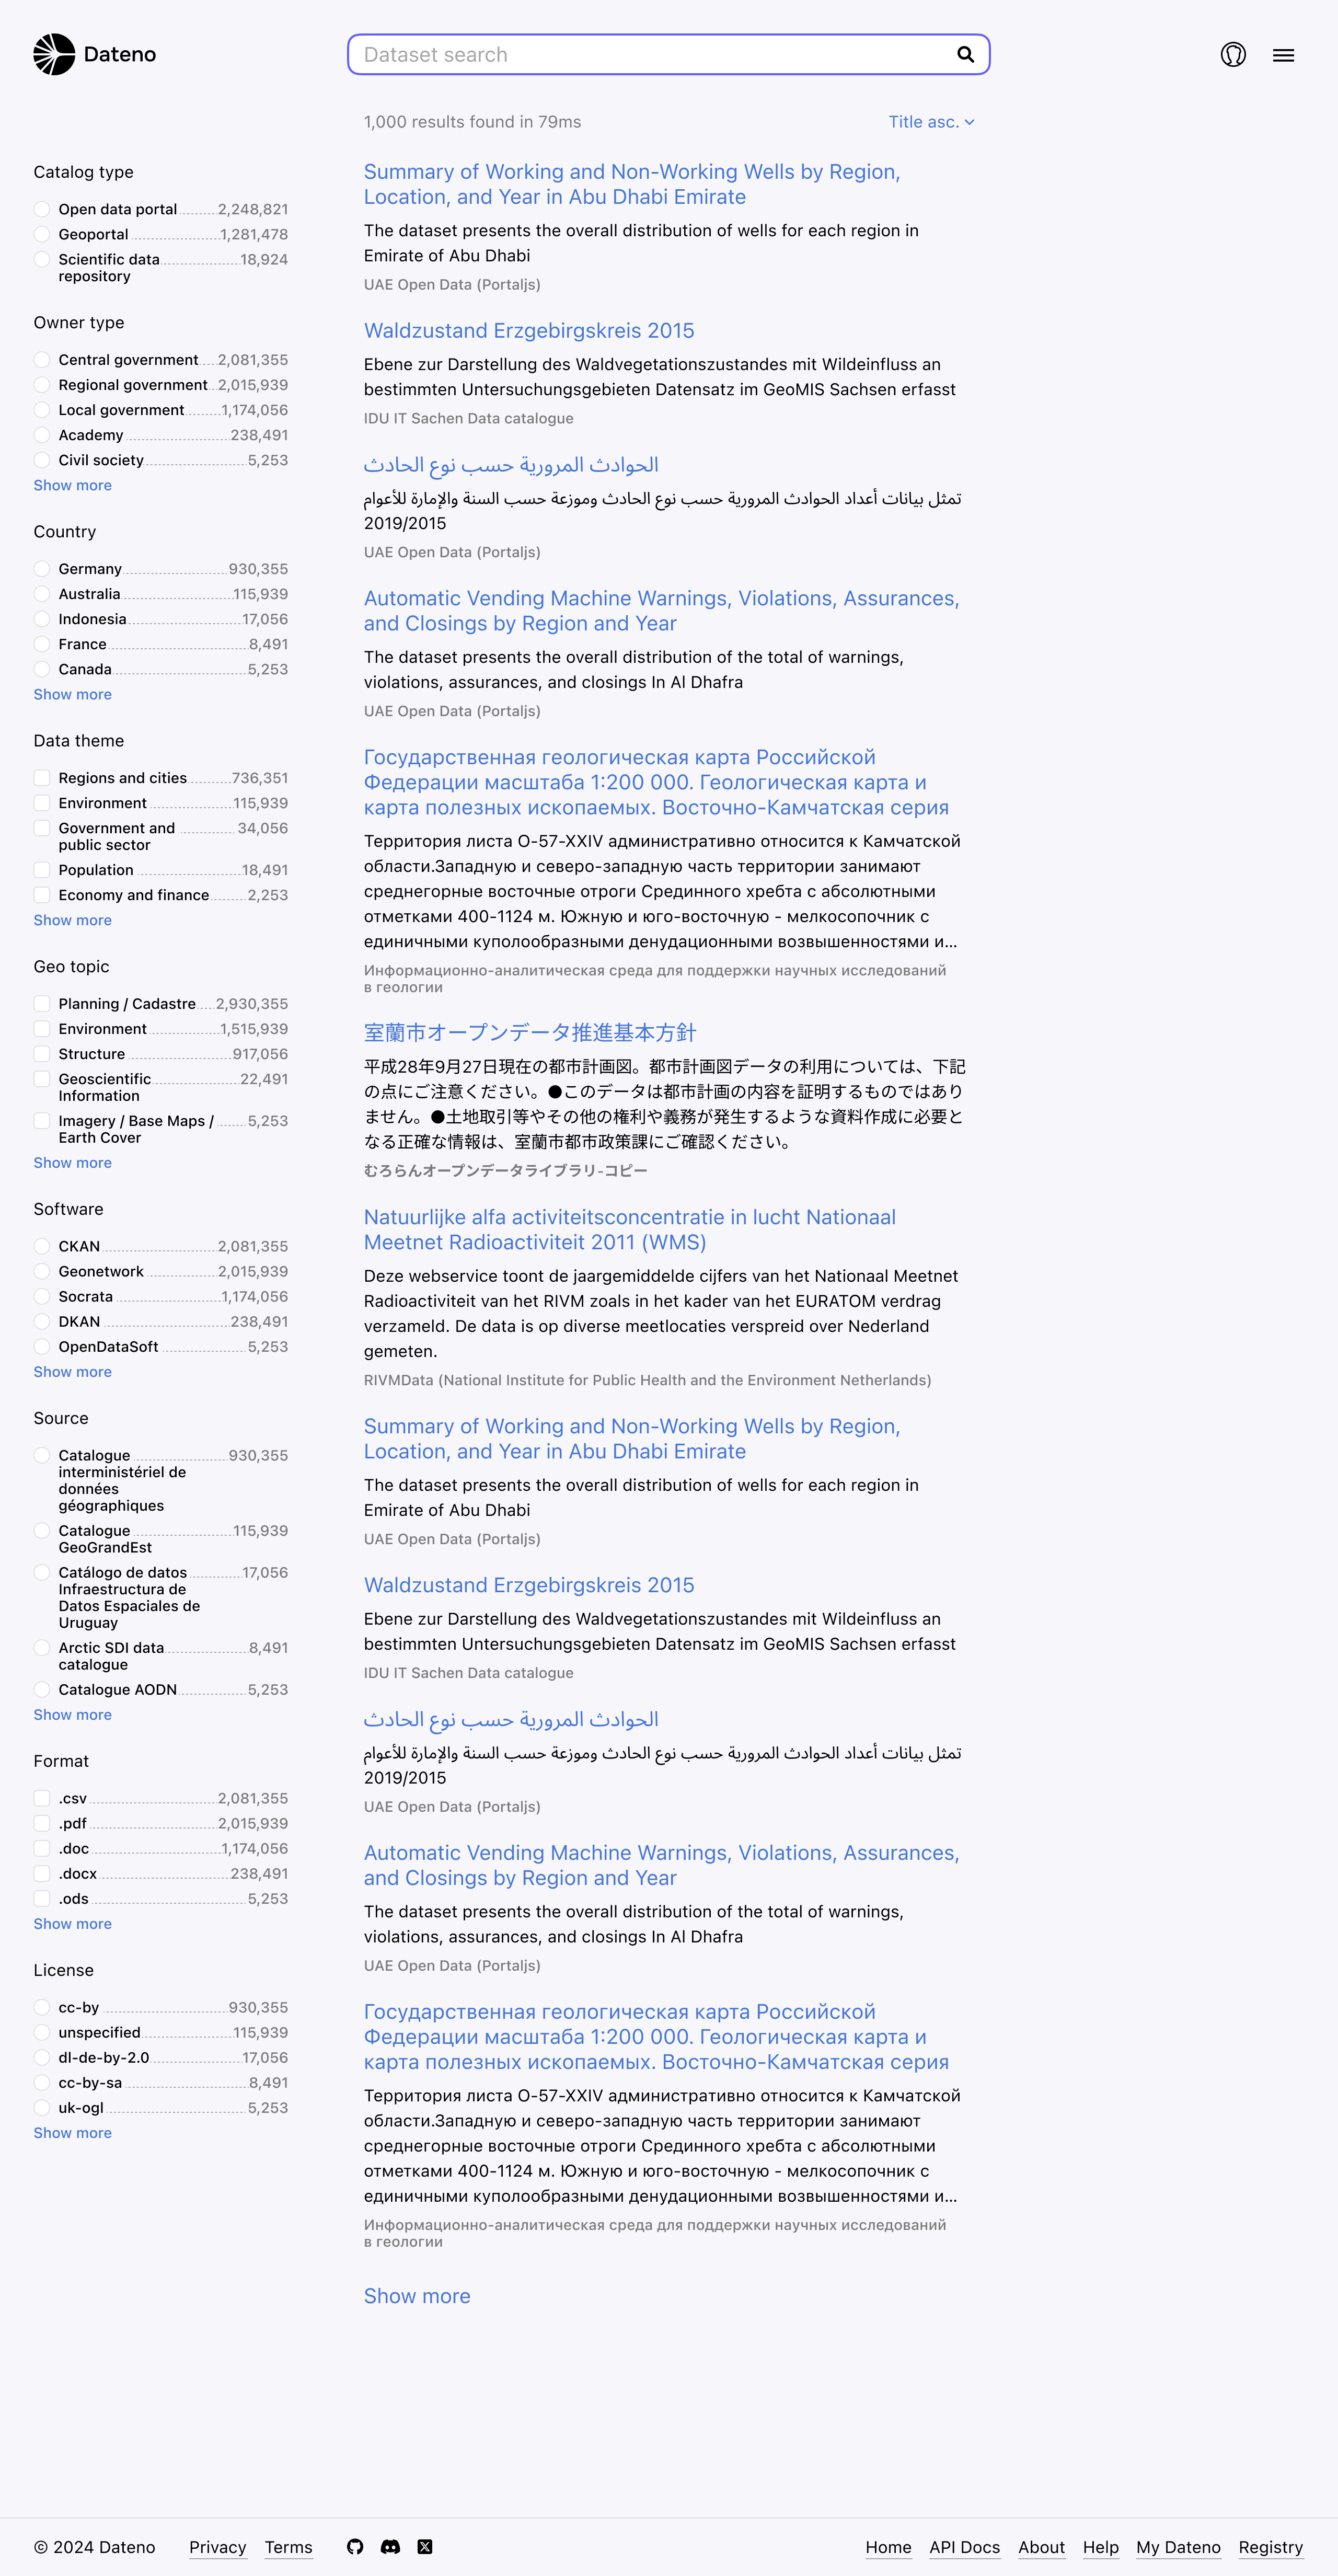 Dateno
Dataset search
1,000 results found in 79ms
Title asc.
Catalog type
Open data portal 2,248,821
Geoportal 1,281,478
Scientific data 18,924
repository
Owner type
Central government 2,081,355
Regional government 2,015,939
Local government 1,174,056
Academy 238,491
Civil society 5,253
Show more
Country
Germany 930,355
Australia 115,939
Indonesia 17,056
France 8,491
Canada 5,253
Show more
Data theme
Regions and cities 736,351
Environment 115,939
Government and 34,056
public sector
Population 18,491
Economy and finance 2,253
Show more
Geo topic
Planning / Cadastre 2,930,355
Environment 1,515,939
Structure 917,056
Geoscientific 22,491
Information
Imagery / Base Maps / 5,253
Earth Cover
Show more
Software
CKAN 2,081,355
Geonetwork 2,015,939
Socrata 1,174,056
DKAN 238,491
OpenDataSoft 5,253
Show more
Source
Catalogue 930,355
interministériel de
données
géographiques
Catalogue 115,939
GeoGrandEst
Catálogo de datos 17,056
Infraestructura de
Datos Espaciales de
Uruguay
Arctic SDI data 8,491
catalogue
Catalogue AODN 5,253
Show more
Format
.csv 2,081,355
.pdf 2,015,939
.doc 1,174,056
.docx 238,491
.ods 5,253
Show more
License
cc-by 930,355
unspecified 115,939
dl-de-by-2.0 17,056
cc-by-sa 8,491
uk-ogl 5,253
Show more
Summary of Working and Non-Working Wells by Region,
Location, and Year in Abu Dhabi Emirate
The dataset presents the overall distribution of wells for each region in
Emirate of Abu Dhabi
UAE Open Data (Portaljs)
Waldzustand Erzgebirgskreis 2015
Ebene zur Darstellung des Waldvegetationszustandes mit Wildeinfluss an
bestimmten Untersuchungsgebieten Datensatz im GeoMIS Sachsen erfasst
IDU IT Sachen Data catalogue
الحوادث المرورية حسب نوع الحادث
تمثل بيانات أعداد الحوادث المرورية حسب نوع الحادث وموزعة حسب السنة والإمارة للأعوام
2019/2015
UAE Open Data (Portaljs)
Automatic Vending Machine Warnings, Violations, Assurances,
and Closings by Region and Year
The dataset presents the overall distribution of the total of warnings,
violations, assurances, and closings In Al Dhafra
UAE Open Data (Portaljs)
Государственная геологическая карта Российской
Федерации масштаба 1:200 000. Геологическая карта и
карта полезных ископаемых. Восточно-Камчатская серия
Территория листа O-57-XXIV административно относится к Камчатской
области.Западную и северо-западную часть территории занимают
среднегорные восточные отроги Срединного хребта с абсолютными
отметками 400-1124 м. Южную и юго-восточную - мелкосопочник с
единичными куполообразными денудационными возвышенностями и...
Информационно-аналитическая среда для поддержки научных исследований
в геологии
室蘭市オープンデータ推進基本方針
平成28年9月27日現在の都市計画図。都市計画図データの利用については、下記
の点にご注意ください。●このデータは都市計画の内容を証明するものではあり
ません。●土地取引等やその他の権利や義務が発生するような資料作成に必要と
なる正確な情報は、室蘭市都市政策課にご確認ください。
むろらんオープンデータライブラリ-コピー
Natuurlijke alfa activiteitsconcentratie in lucht Nationaal
Meetnet Radioactiviteit 2011 (WMS)
Deze webservice toont de jaargemiddelde cijfers van het Nationaal Meetnet
Radioactiviteit van het RIVM zoals in het kader van het EURATOM verdrag
verzameld. De data is op diverse meetlocaties verspreid over Nederland
gemeten.
RIVMData (National Institute for Public Health and the Environment Netherlands)
Summary of Working and Non-Working Wells by Region,
Location, and Year in Abu Dhabi Emirate
The dataset presents the overall distribution of wells for each region in
Emirate of Abu Dhabi
UAE Open Data (Portaljs)
Waldzustand Erzgebirgskreis 2015
Ebene zur Darstellung des Waldvegetationszustandes mit Wildeinfluss an
bestimmten Untersuchungsgebieten Datensatz im GeoMIS Sachsen erfasst
IDU IT Sachen Data catalogue
الحوادث المرورية حسب نوع الحادث
تمثل بيانات أعداد الحوادث المرورية حسب نوع الحادث وموزعة حسب السنة والإمارة للأعوام
2019/2015
UAE Open Data (Portaljs)
Automatic Vending Machine Warnings, Violations, Assurances,
and Closings by Region and Year
The dataset presents the overall distribution of the total of warnings,
violations, assurances, and closings In Al Dhafra
UAE Open Data (Portaljs)
Государственная геологическая карта Российской
Федерации масштаба 1:200 000. Геологическая карта и
карта полезных ископаемых. Восточно-Камчатская серия
Территория листа O-57-XXIV административно относится к Камчатской
области.Западную и северо-западную часть территории занимают
среднегорные восточные отроги Срединного хребта с абсолютными
отметками 400-1124 м. Южную и юго-восточную - мелкосопочник с
единичными куполообразными денудационными возвышенностями и...
Информационно-аналитическая среда для поддержки научных исследований
в геологии
Show more
© 2024 Dateno Privacy Terms Home API Docs About Help My Dateno Registry